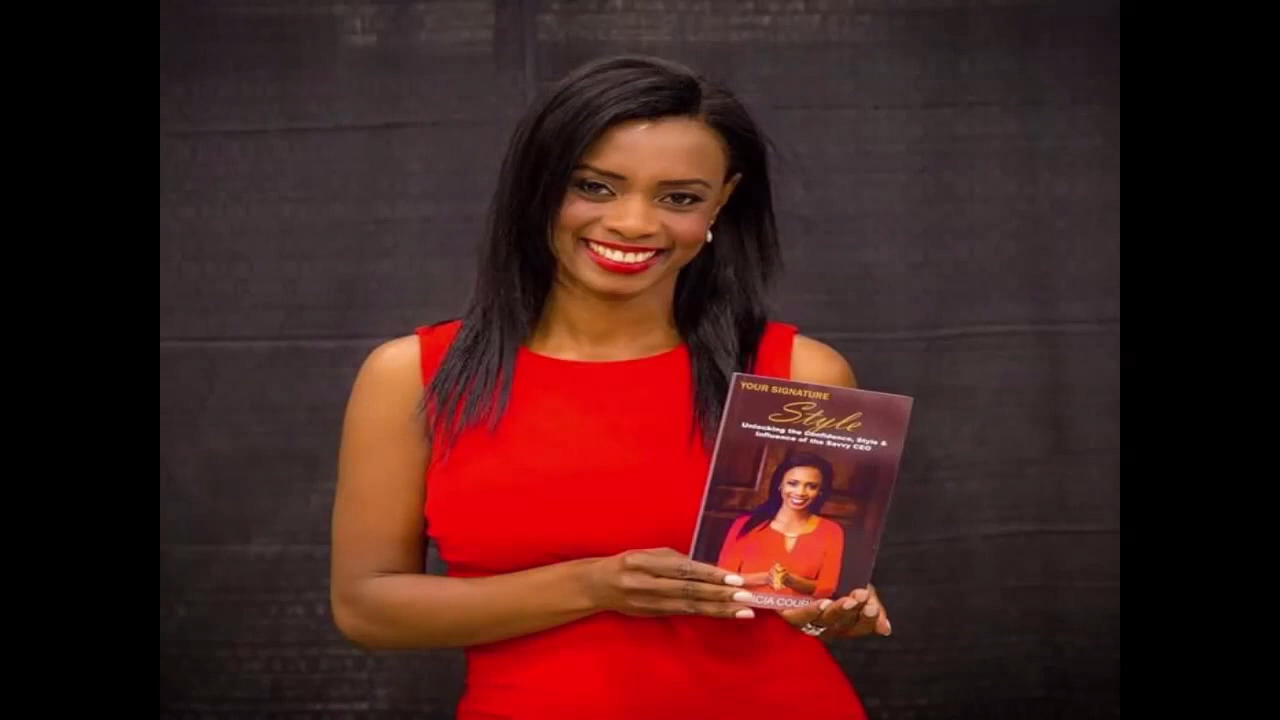 YOUR SIGNATURE
Style
Unlocking the Confidence, Style &
Influence of the Savvy CEO